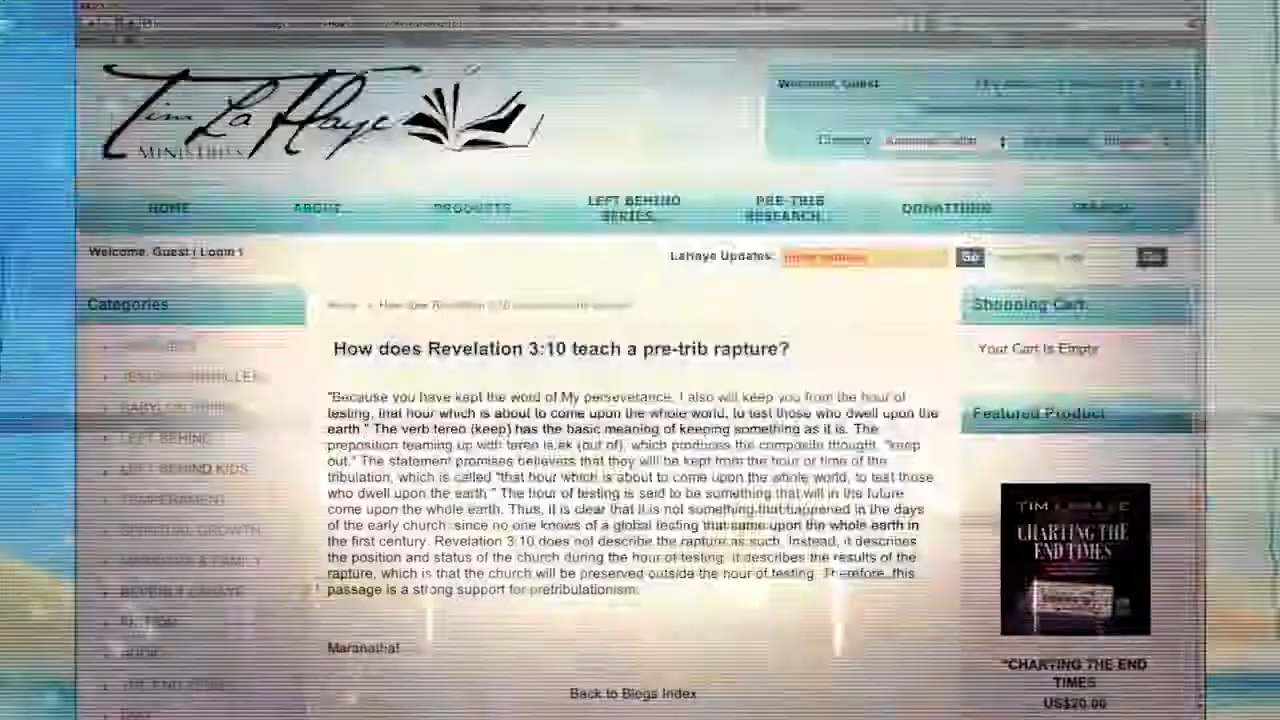 Tim LaHaye
MINISTRIES
Welcome, Guest
HOME
ABOUT...
PRODUCTS...
LEFT BEHIND
SERIES...
PRE-TRIB
RESEARCH...
DONATIONS
SEARCH
Welcome, Guest ( Login )
LaHaye Updates:
Go
Go
Categories
BABYLON RISING
LEFT BEHIND
LEFT BEHIND KIDS
TEMPERAMENT
SPIRITUAL GROWTH
MARRIAGE & FAMILY
BEVERLY LAHAYE
FICTION
How does Revelation 3:10 teach a pre-trib rapture?
"Because you have kept the word of My perseverance, I also will keep you from the hour of
testing, that hour which is about to come upon the whole world, to test those who dwell upon the
earth." The verb tereo (keep) has the basic meaning of keeping something as it is. The
preposition teaming up with tereo is ek (out of), which produces the composite thought, "keep
out." The statement promises believers that they will be kept from the hour or time of the
tribulation, which is called "that hour which is about to come upon the whole world, to test those
who dwell upon the earth." The hour of testing is said to be something that will in the future
come upon the whole earth. Thus, it is clear that it is not something that happened in the days
of the early church, since no one knows of a global testing that came upon the whole earth in
the first century. Revelation 3:10 does not describe the rapture as such. Instead, it describes
the position and status of the church during the hour of testing. It describes the results of the
rapture, which is that the church will be preserved outside the hour of testing. Therefore, this
passage is a strong support for pretribulationism.
Maranatha!
Back to Blogs Index
Shopping Cart
Your Cart Is Empty
Featured Product
TIM LAHAYE
CHARTING THE
END TIMES
"CHARTING THE END
TIMES
US$20.00